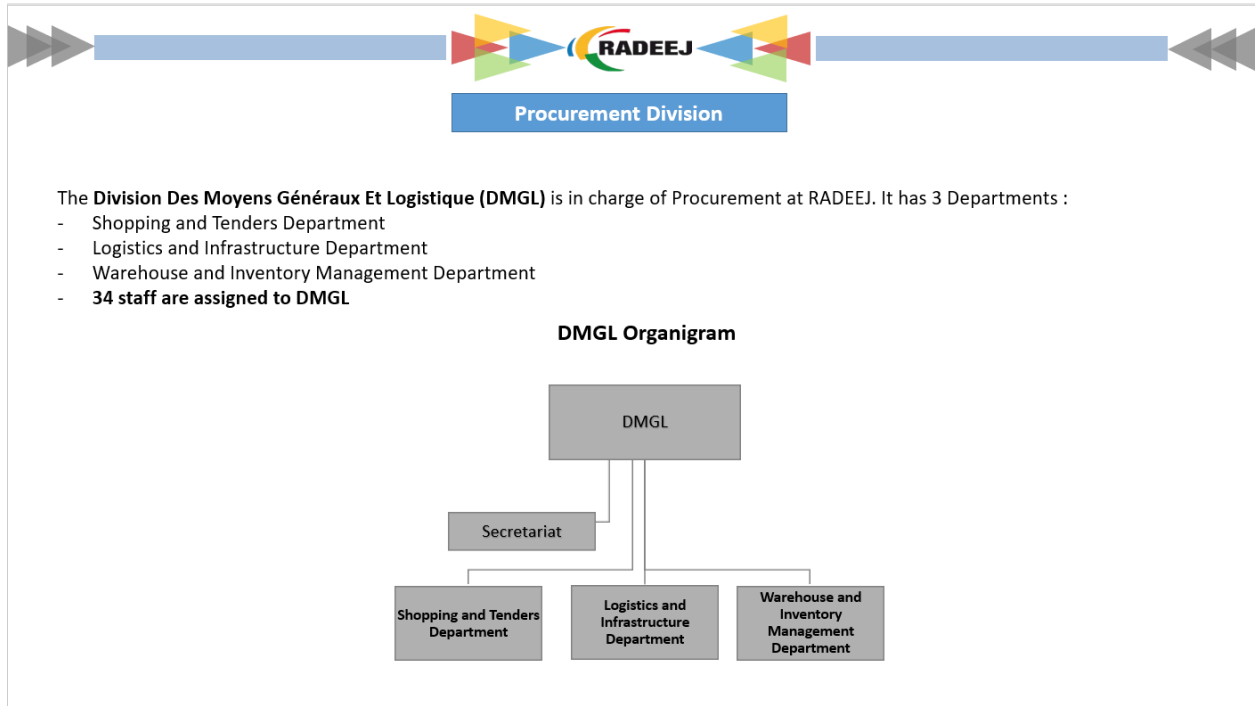 RADEEJ
Procurement Division
The Division Des Moyens Généraux Et Logistique (DMGL) is in charge of Procurement at RADEEJ. It has 3 Departments :
- Shopping and Tenders Department
- Logistics and Infrastructure Department
- Warehouse and Inventory Management Department
- 34 staff are assigned to DMGL
DMGL Organigram
DMGL
Secretariat
Shopping and Tenders
Department
Logistics and
Infrastructure
Department
Warehouse and
Inventory
Management
Department